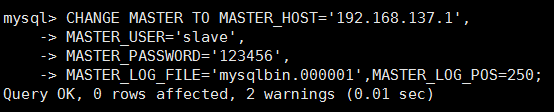 mysql> CHANGE MASTER TO MASTER_HOST='192.168.137.1',
    -> MASTER_USER='slave',
    -> MASTER_PASSWORD='123456',
    -> MASTER_LOG_FILE='mysqlbin.000001',MASTER_LOG_POS=250;
Query OK, 0 rows affected, 2 warnings (0.01 sec)